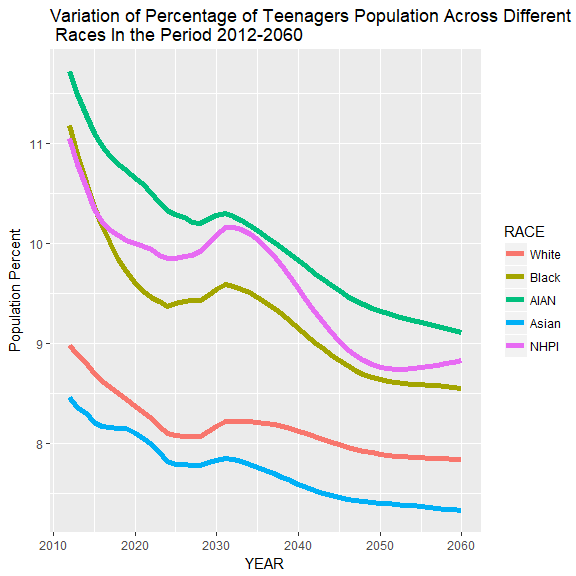 Variation of Percentage of Teenagers Population Across Different
Races In the Period 2012-2060
Population Percent
11
10
9
8
2010 2020 2030 2040 2050 2060
YEAR
RACE
White
Black
AIAN
Asian
NHPI